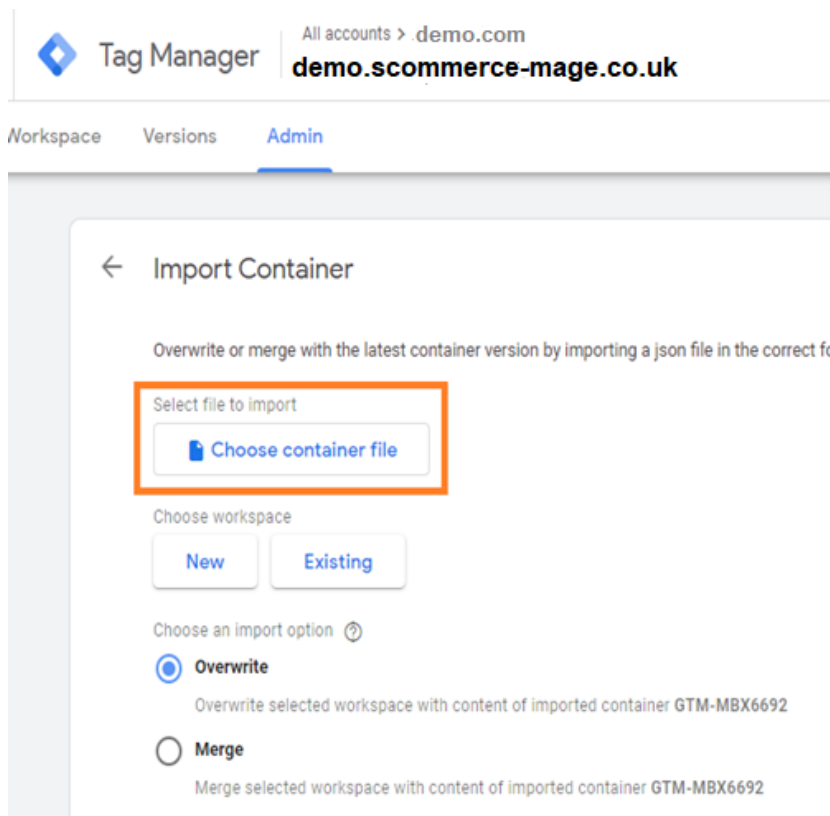 All accounts > demo.com
Tag Manager
demo.scommerce-mage.co.uk
Workspace Versions Admin
Import Container
Overwrite or merge with the latest container version by importing a json file in the correct
Select file to import
Choose container file
Choose workspace
New Existing
Choose an import option
Overwrite
Overwrite selected workspace with content of imported container GTM-MBX6692
Merge
Merge selected workspace with content of imported container GTM-MBX6692